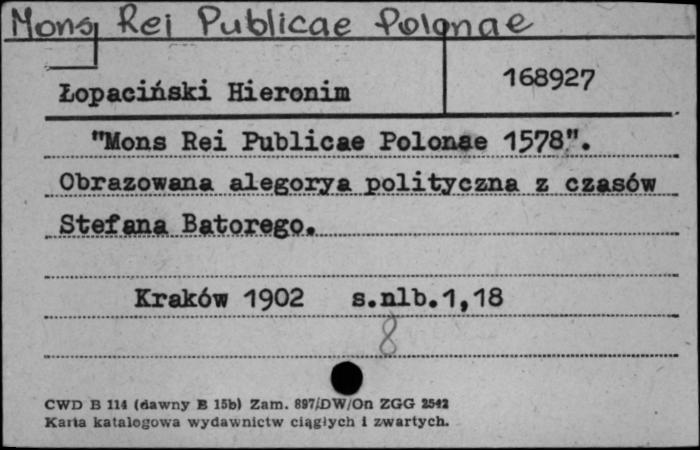 Mons Rei Publicae Polonae
Łopaciński Hieronim
168927
"Mons Rei Publicae Polonae 1578".
Obrazowana alegorya polityczna z czasów
Stefana Batorego.
Kraków 1902 s.nlb.1,18
8
CWD B 114 (dawny B 15b) Zam. 897/DW/On ZGG 2542
Karta katalogowa wydawnictw ciągłych i zwartych.